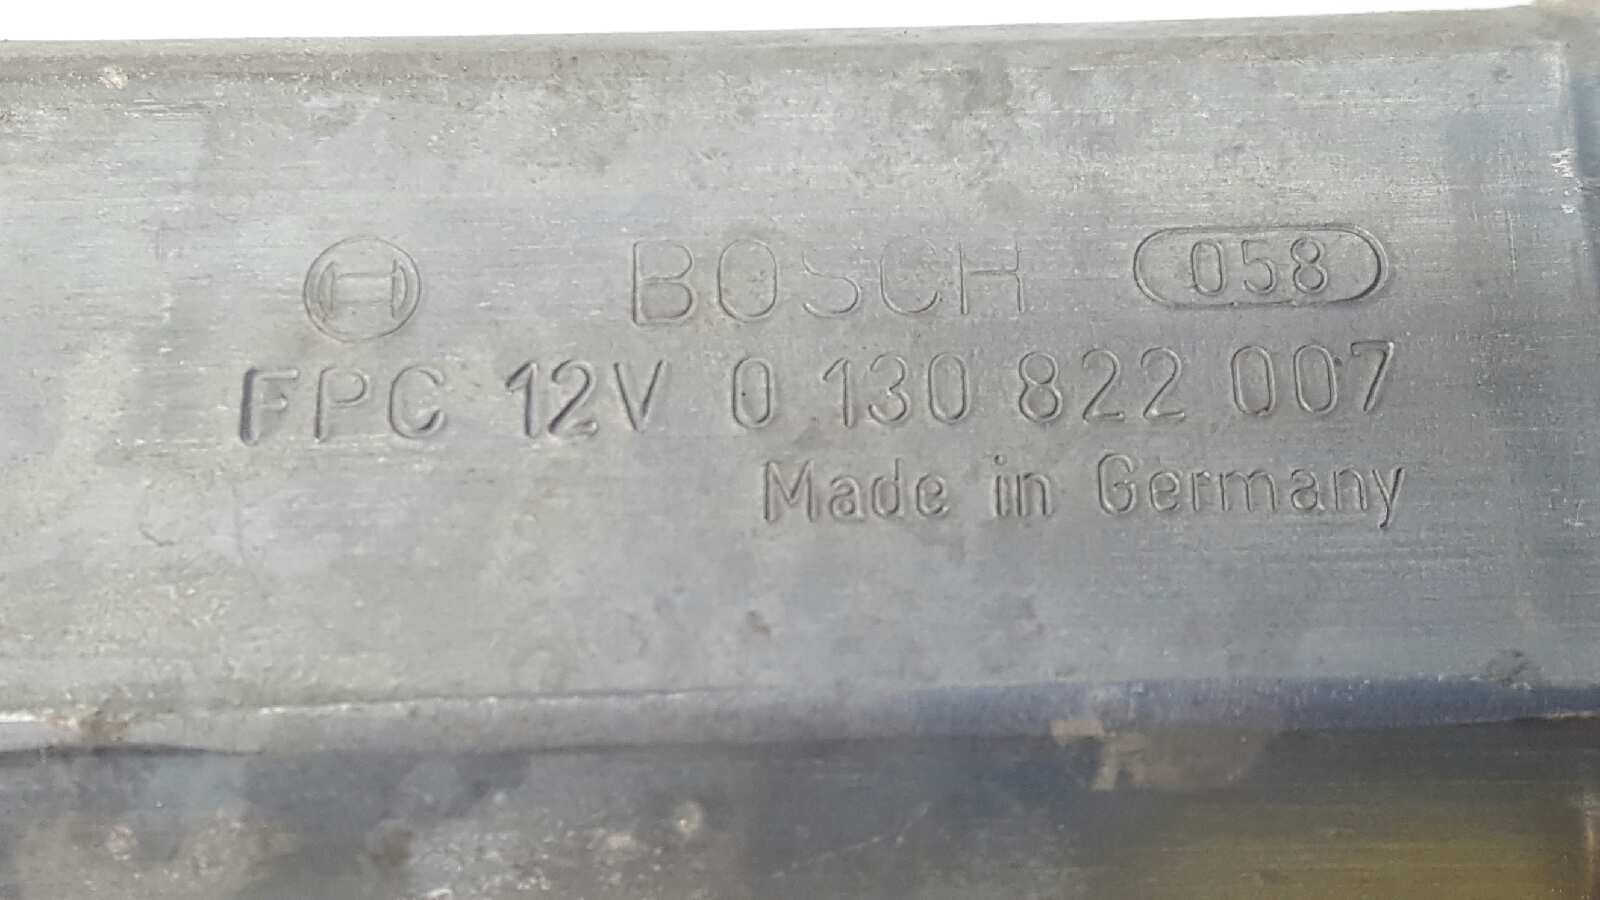 BOSCH 058
FPC 12V 0 130 822 007
Made in Germany